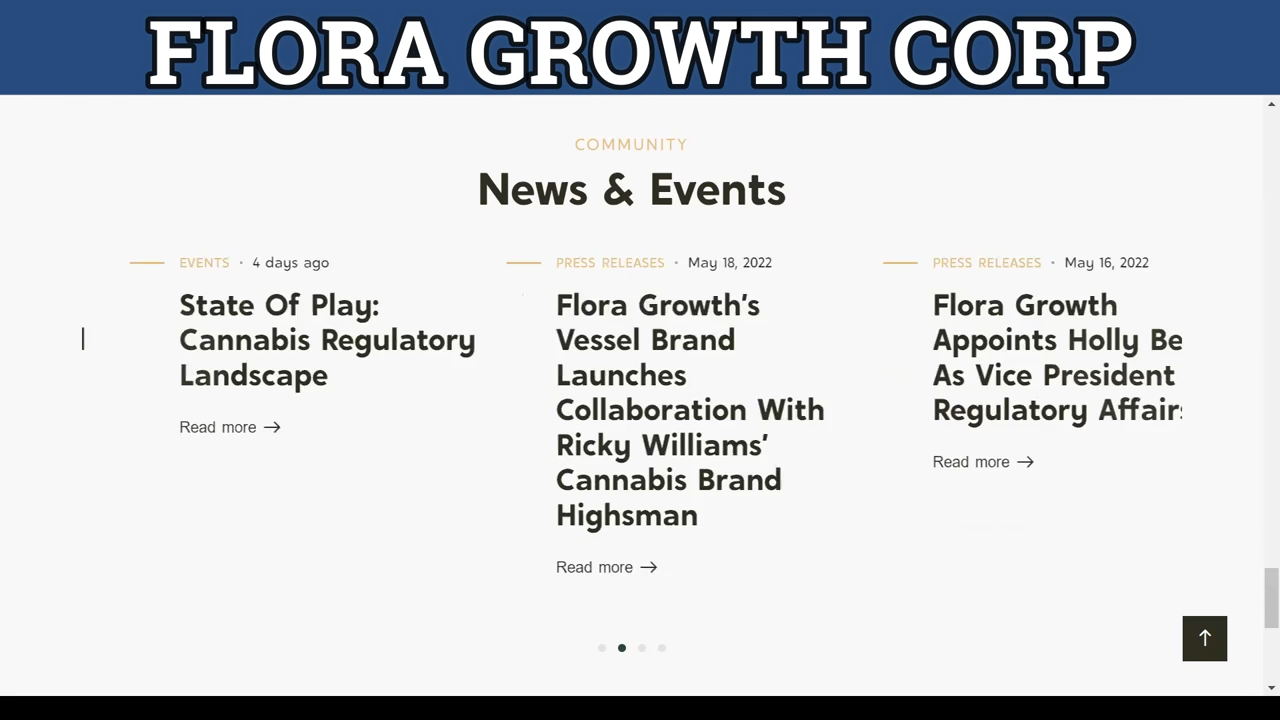 FLORA GROWTH CORP
COMMUNITY
News & Events
EVENTS • 4 days ago
State Of Play:
Cannabis Regulatory
Landscape
Read more →
PRESS RELEASES • May 18, 2022
Flora Growth's
Vessel Brand
Launches
Collaboration With
Ricky Williams'
Cannabis Brand
Highsman
Read more →
PRESS RELEASES • May 16, 2022
Flora Growth
Appoints Holly Be
As Vice President
Regulatory Affairs
Read more →